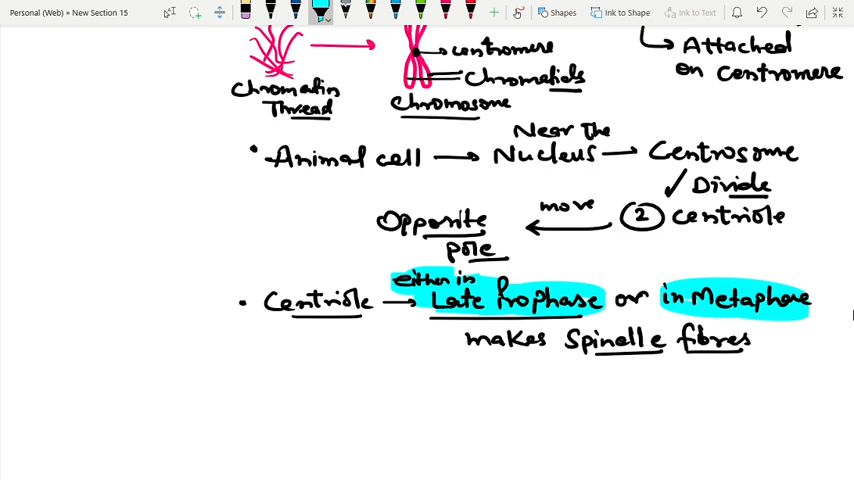 Personal (Web) » New Section 15
Shapes
Ink to Shape
Ink to Text
centromere
Attached
on Centromere
Chromatids
Chromatin
Thread
Chromosome
Near the
• Animal cell → Nucleus → Centrosome
✓ Divide
Opposite ← move ② centriole
pole
either in
• Centriole → Late Prophase or in Metaphase
makes Spindle fibres